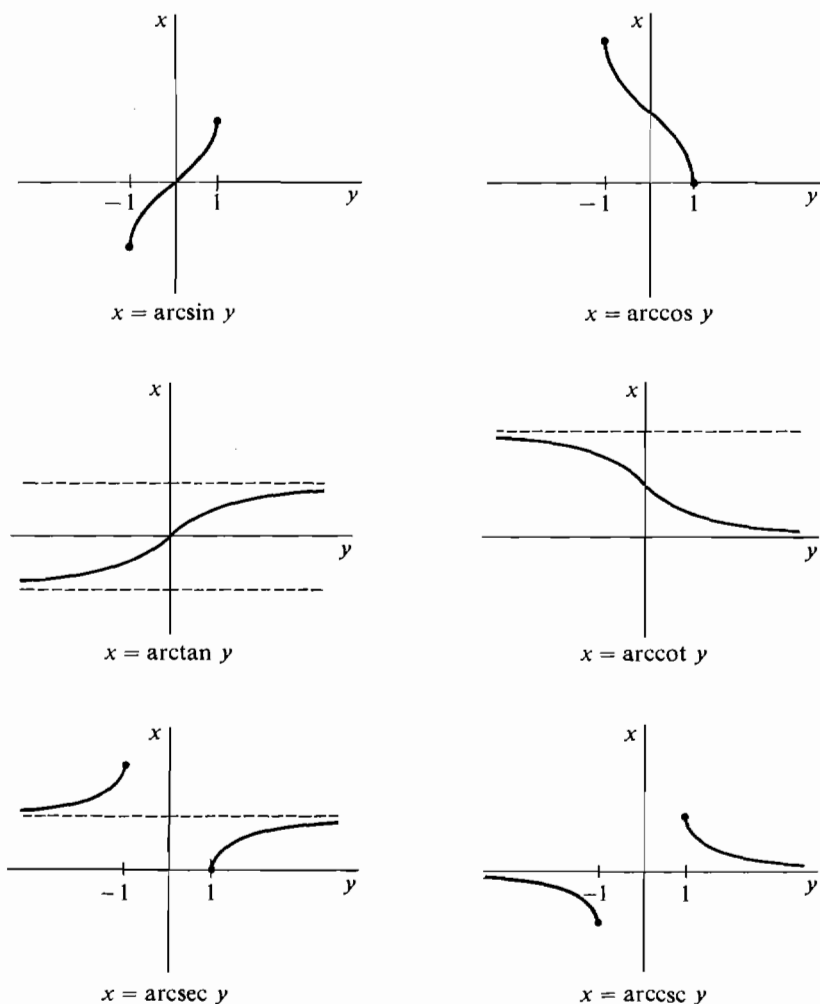 x
x
−1
1
y
−1
1
y
x = arcsin y
x = arccos y
x
x
y
y
x = arctan y
x = arccot y
x
x
−1
1
y
−1
1
y
x = arcsec y
x = arccsc y